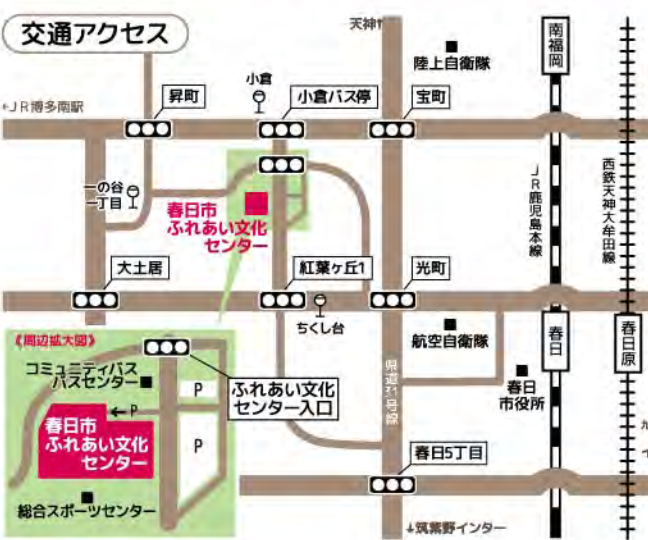 交通アクセス
天神↑
陸上自衛隊
南福岡
←JR博多南駅
昇町
小倉
小倉バス停
宝町
一の谷
一丁目
春日市
ふれあい文化
センター
JR鹿児島本線
西鉄天神大牟田線
大土居
紅葉ヶ丘1
光町
ちくし台
航空自衛隊
春日
春日原
春日
市役所
県道31号線
《周辺拡大図》
コミュニティバス
バスセンター
P
ふれあい文化
センター入口
←P
春日市
ふれあい文化
センター
P
総合スポーツセンター
春日5丁目
↓筑紫野インター